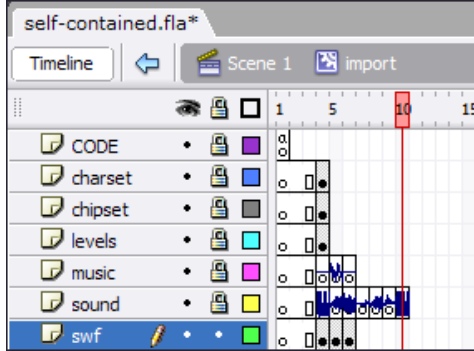 self-contained.fla*
Timeline Scene 1 import
1 5 10 15
CODE a
charset
chipset
levels
music
sound
swf